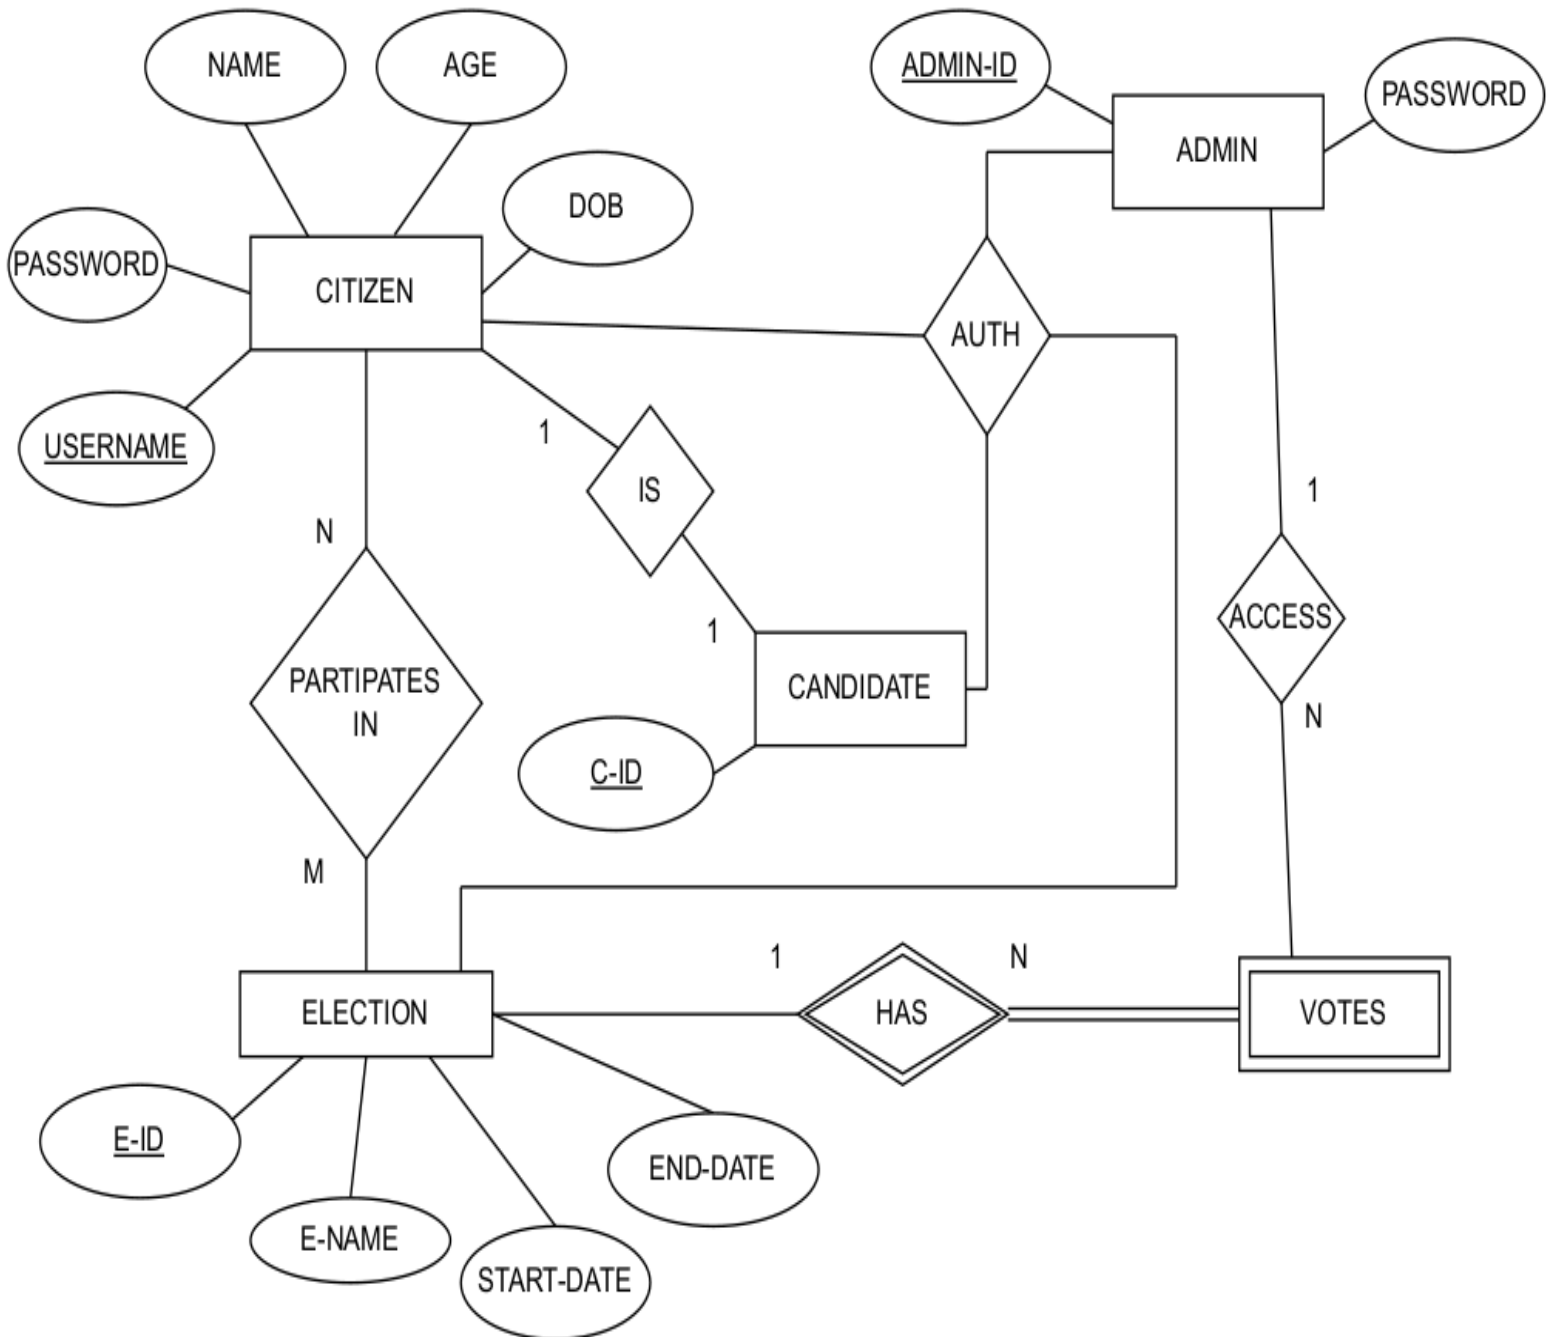 NAME
AGE
ADMIN-ID
PASSWORD
ADMIN
DOB
PASSWORD
CITIZEN
AUTH
USERNAME
1
IS
1
N
1
PARTIPATES
IN
ACCESS
CANDIDATE
N
C-ID
M
1
N
ELECTION
HAS
VOTES
E-ID
END-DATE
E-NAME
START-DATE